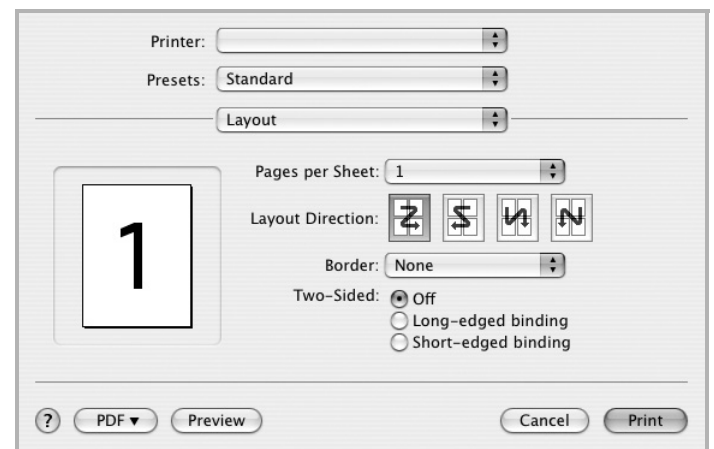 Printer:
Presets: Standard
Layout
Pages per Sheet: 1
1
Layout Direction:
Border: None
Two-Sided: Off
Long-edged binding
Short-edged binding
? PDF▼ Preview Cancel Print